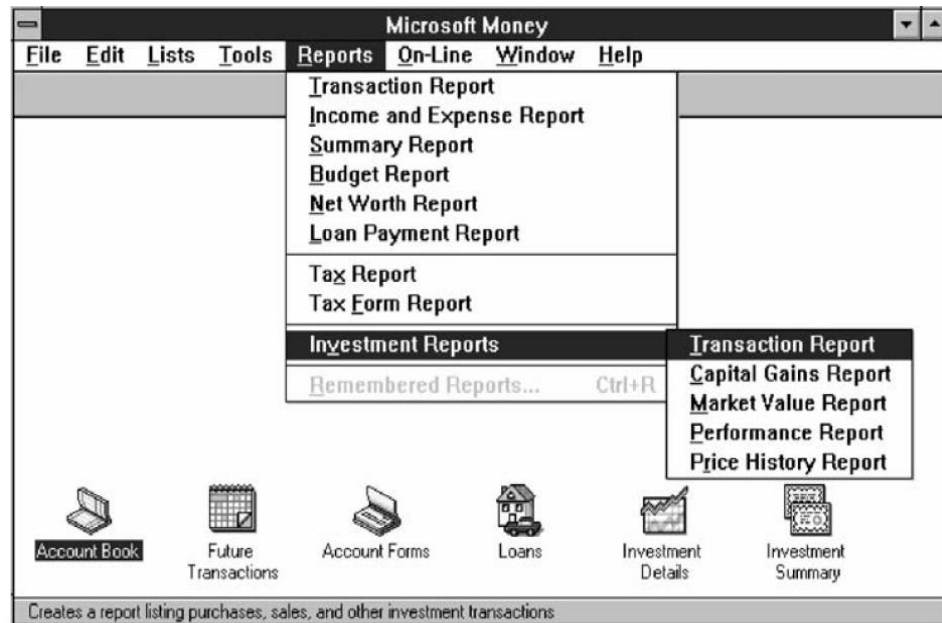 Microsoft Money
File Edit Lists Tools Reports On-Line Window Help
Transaction Report
Income and Expense Report
Summary Report
Budget Report
Net Worth Report
Loan Payment Report
Tax Report
Tax Form Report
Investment Reports
Remembered Reports... Ctrl+R
Transaction Report
Capital Gains Report
Market Value Report
Performance Report
Price History Report
Account Book
Future
Transactions
Account Forms
Loans
Investment
Details
Investment
Summary
Creates a report listing purchases, sales, and other investment transactions